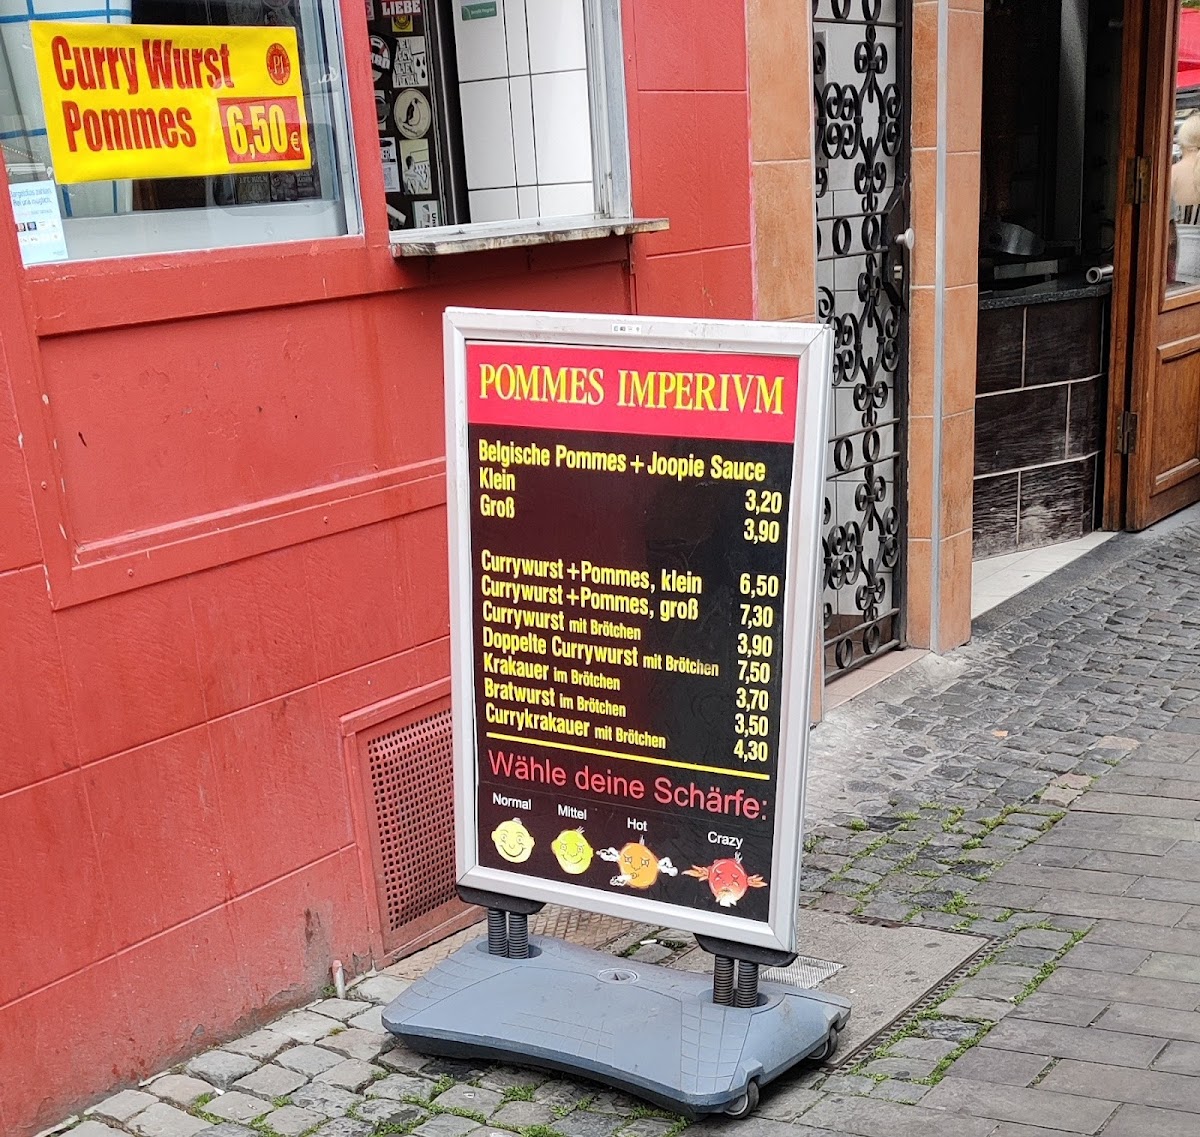 LIEBE
Curry Wurst
Pommes 6,50 €
POMMES IMPERIVM
Belgische Pommes + Joopie Sauce
Klein 3,20
Groß 3,90
Currywurst + Pommes, klein 6,50
Currywurst + Pommes, groß 7,30
Currywurst mit Brötchen 3,90
Doppelte Currywurst mit Brötchen 7,50
Krakauer im Brötchen 3,70
Bratwurst im Brötchen 3,50
Currykrakauer mit Brötchen 4,30
Wähle deine Schärfe:
Normal Mittel Hot Crazy